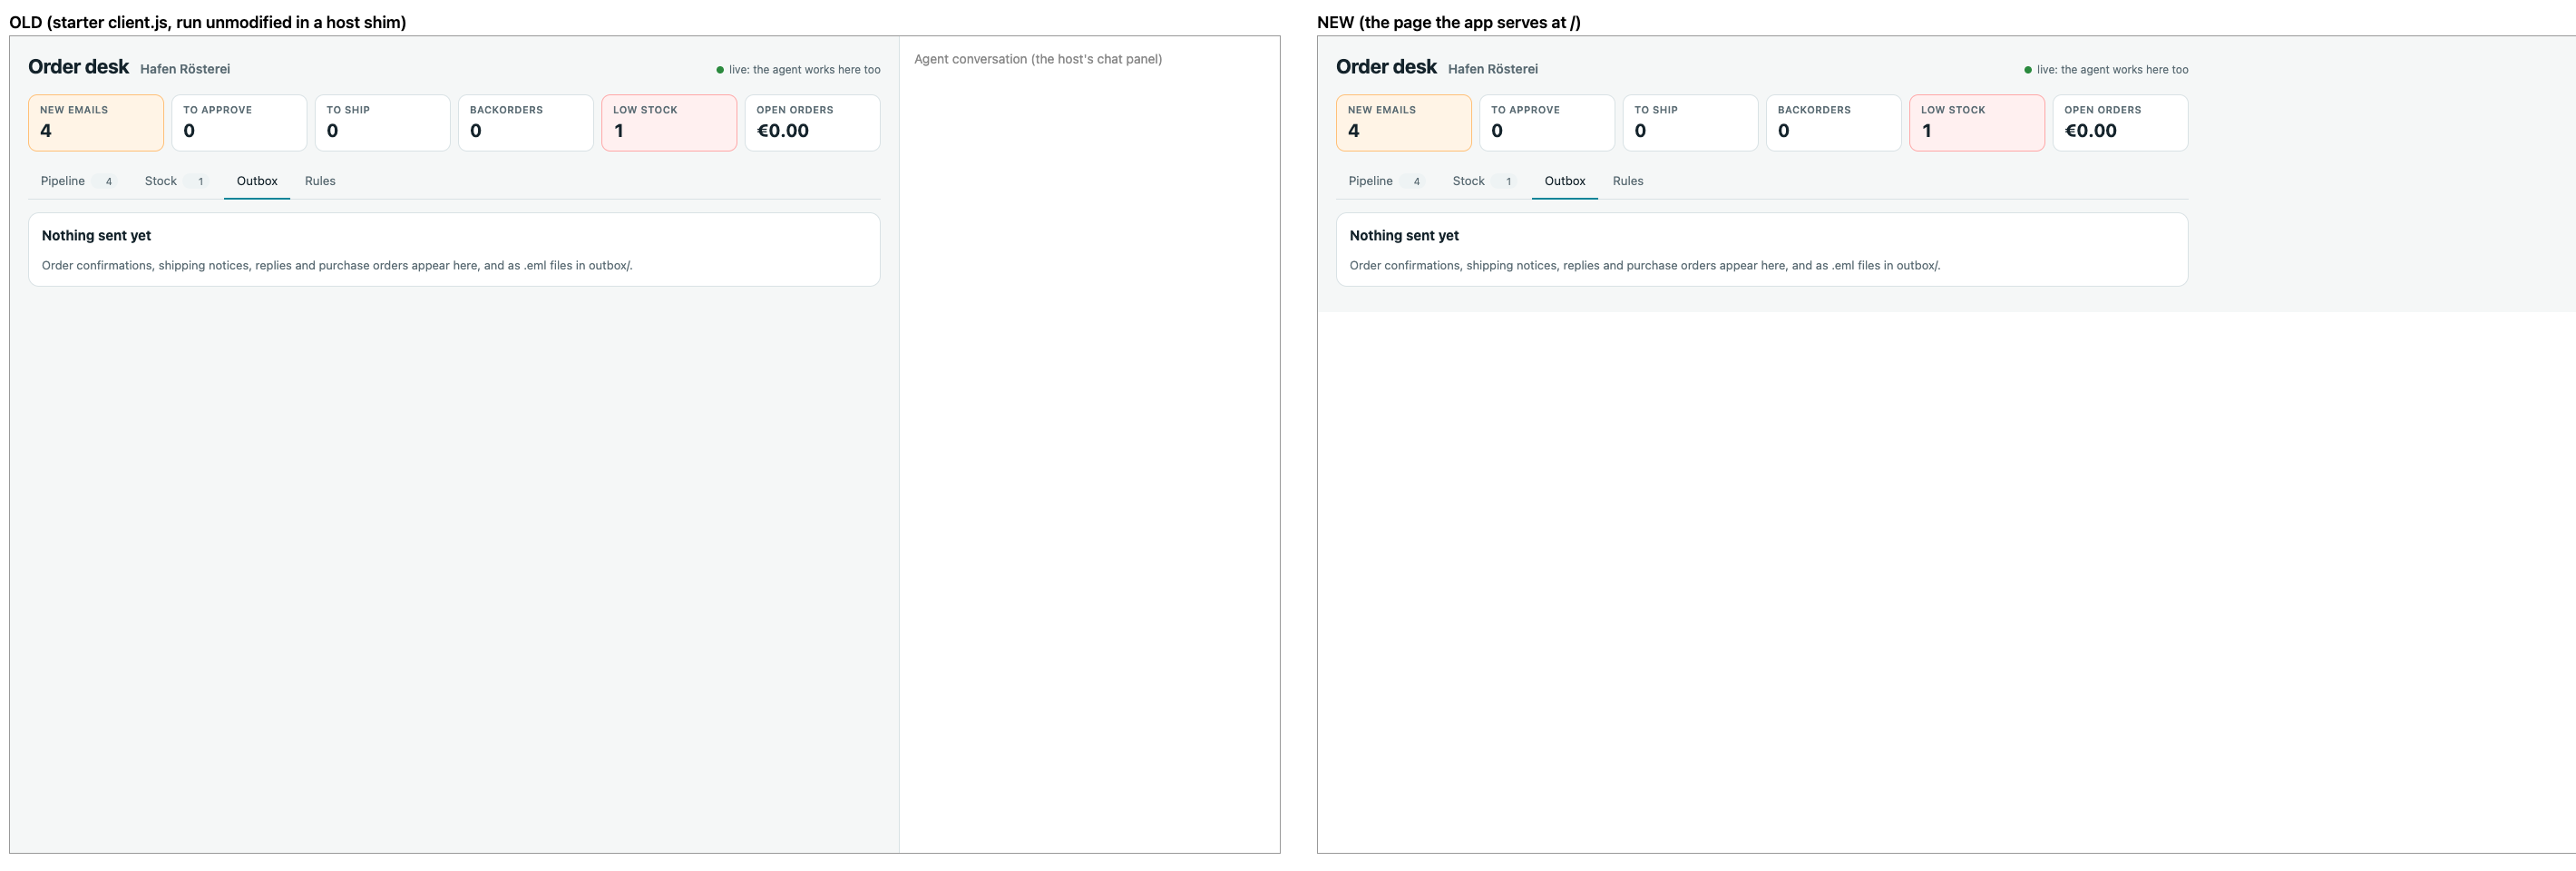 OLD (starter client.js, run unmodified in a host shim)
Order desk Hafen Rösterei
live: the agent works here too
NEW EMAILS
4
TO APPROVE
0
TO SHIP
0
BACKORDERS
0
LOW STOCK
1
OPEN ORDERS
€0.00
Pipeline 4 Stock 1 Outbox Rules
Nothing sent yet
Order confirmations, shipping notices, replies and purchase orders appear here, and as .eml files in outbox/.
Agent conversation (the host's chat panel)
NEW (the page the app serves at /)
Order desk Hafen Rösterei
live: the agent works here too
NEW EMAILS
4
TO APPROVE
0
TO SHIP
0
BACKORDERS
0
LOW STOCK
1
OPEN ORDERS
€0.00
Pipeline 4 Stock 1 Outbox Rules
Nothing sent yet
Order confirmations, shipping notices, replies and purchase orders appear here, and as .eml files in outbox/.